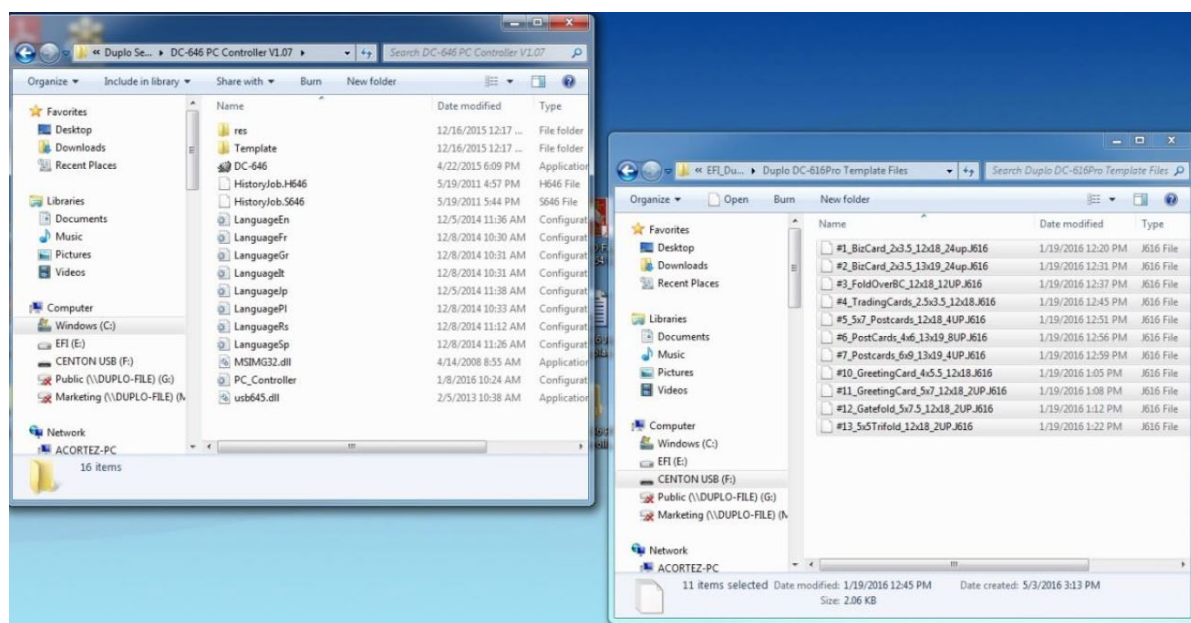 « Duplo Se... ▸ DC-646 PC Controller V1.07 ▸
Search DC-646 PC Controller V1.07
Organize Include in library Share with Burn New folder
Favorites
Desktop
Downloads
Recent Places
Libraries
Documents
Music
Pictures
Videos
Computer
Windows (C:)
EFI (E:)
CENTON USB (F:)
Public (\\DUPLO-FILE) (G:)
Marketing (\\DUPLO-FILE) (M
Network
ACORTEZ-PC
Name Date modified Type
res 12/16/2015 12:17 ... File folder
Template 12/16/2015 12:17 ... File folder
DC-646 4/22/2015 6:09 PM Application
HistoryJob.H646 5/19/2011 4:57 PM H646 File
HistoryJob.S646 5/19/2011 5:44 PM S646 File
LanguageEn 12/5/2014 11:36 AM Configurat
LanguageFr 12/8/2014 10:30 AM Configurat
LanguageGr 12/8/2014 10:31 AM Configurat
LanguageIt 12/8/2014 10:31 AM Configurat
LanguageJp 12/5/2014 11:38 AM Configurat
LanguagePl 12/8/2014 10:33 AM Configurat
LanguageRs 12/8/2014 11:12 AM Configurat
LanguageSp 12/8/2014 11:26 AM Configurat
MSIMG32.dll 4/14/2008 8:55 AM Application
PC_Controller 1/8/2016 10:24 AM Configurat
usb645.dll 2/5/2013 10:38 AM Application
16 items
« EFI_Du... ▸ Duplo DC-616Pro Template Files
Search Duplo DC-616Pro Template Files
Organize Open Burn New folder
Favorites
Desktop
Downloads
Recent Places
Libraries
Documents
Music
Pictures
Videos
Computer
Windows (C:)
EFI (E:)
CENTON USB (F:)
Public (\\DUPLO-FILE) (G:)
Marketing (\\DUPLO-FILE) (M
Network
ACORTEZ-PC
Name Date modified Type
#1_BizCard_2x3.5_12x18_24up.J616 1/19/2016 12:20 PM J616 File
#2_BizCard_2x3.5_13x19_24up.J616 1/19/2016 12:31 PM J616 File
#3_FoldOverBC_12x18_12UP.J616 1/19/2016 12:37 PM J616 File
#4_TradingCards_2.5x3.5_12x18.J616 1/19/2016 12:45 PM J616 File
#5_5x7_Postcards_12x18_4UP.J616 1/19/2016 12:51 PM J616 File
#6_PostCards_4x6_13x19_8UP.J616 1/19/2016 12:56 PM J616 File
#7_Postcards_6x9_13x19_4UP.J616 1/19/2016 12:59 PM J616 File
#10_GreetingCard_4x5.5_12x18.J616 1/19/2016 1:05 PM J616 File
#11_GreetingCard_5x7_12x18_2UP.J616 1/19/2016 1:08 PM J616 File
#12_Gatefold_5x7.5_12x18_2UP.J616 1/19/2016 1:12 PM J616 File
#13_5x5Trifold_12x18_2UP.J616 1/19/2016 1:22 PM J616 File
11 items selected Date modified: 1/19/2016 12:45 PM Date created: 5/3/2016 3:13 PM
Size: 2.06 KB